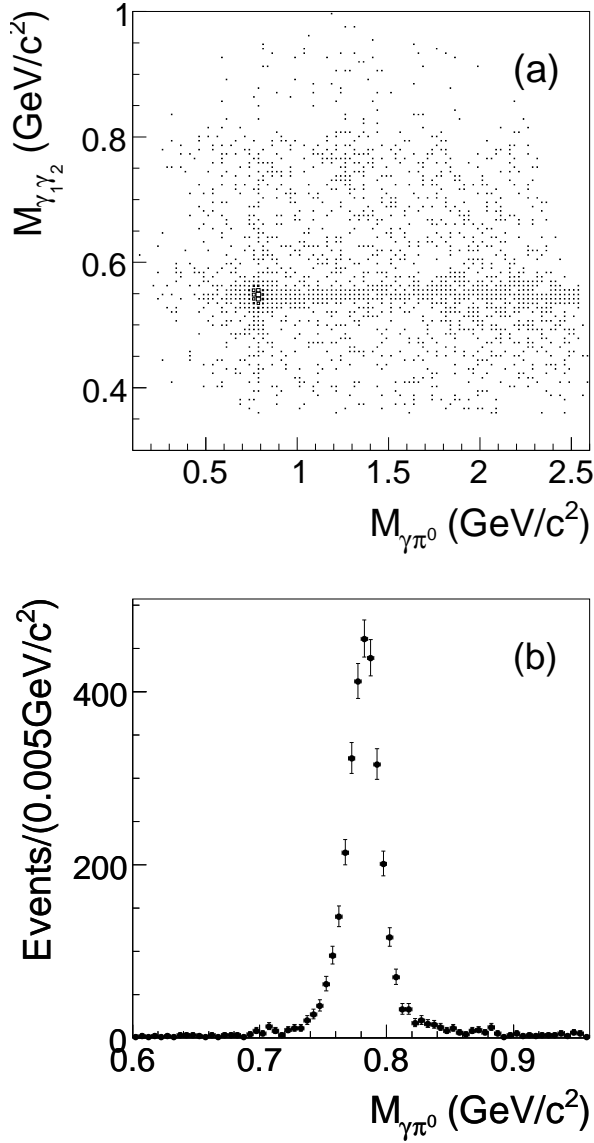 (a)
M_{γ₁γ₂} (GeV/c²)
1
0.8
0.6
0.4
0.5 1 1.5 2 2.5
M_{γπ⁰} (GeV/c²)
(b)
Events/(0.005GeV/c²)
400
200
0
0.6 0.7 0.8 0.9
M_{γπ⁰} (GeV/c²)